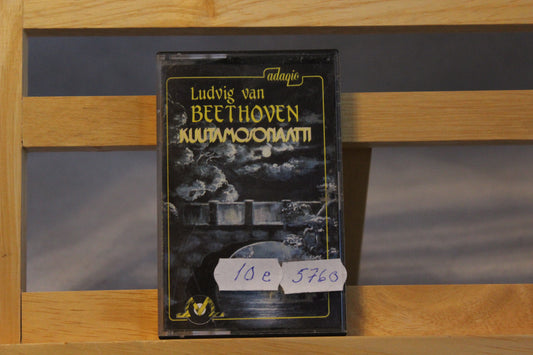 adagio
Ludvig van
BEETHOVEN
KUUTAMOSONAATTI
10 e 5760